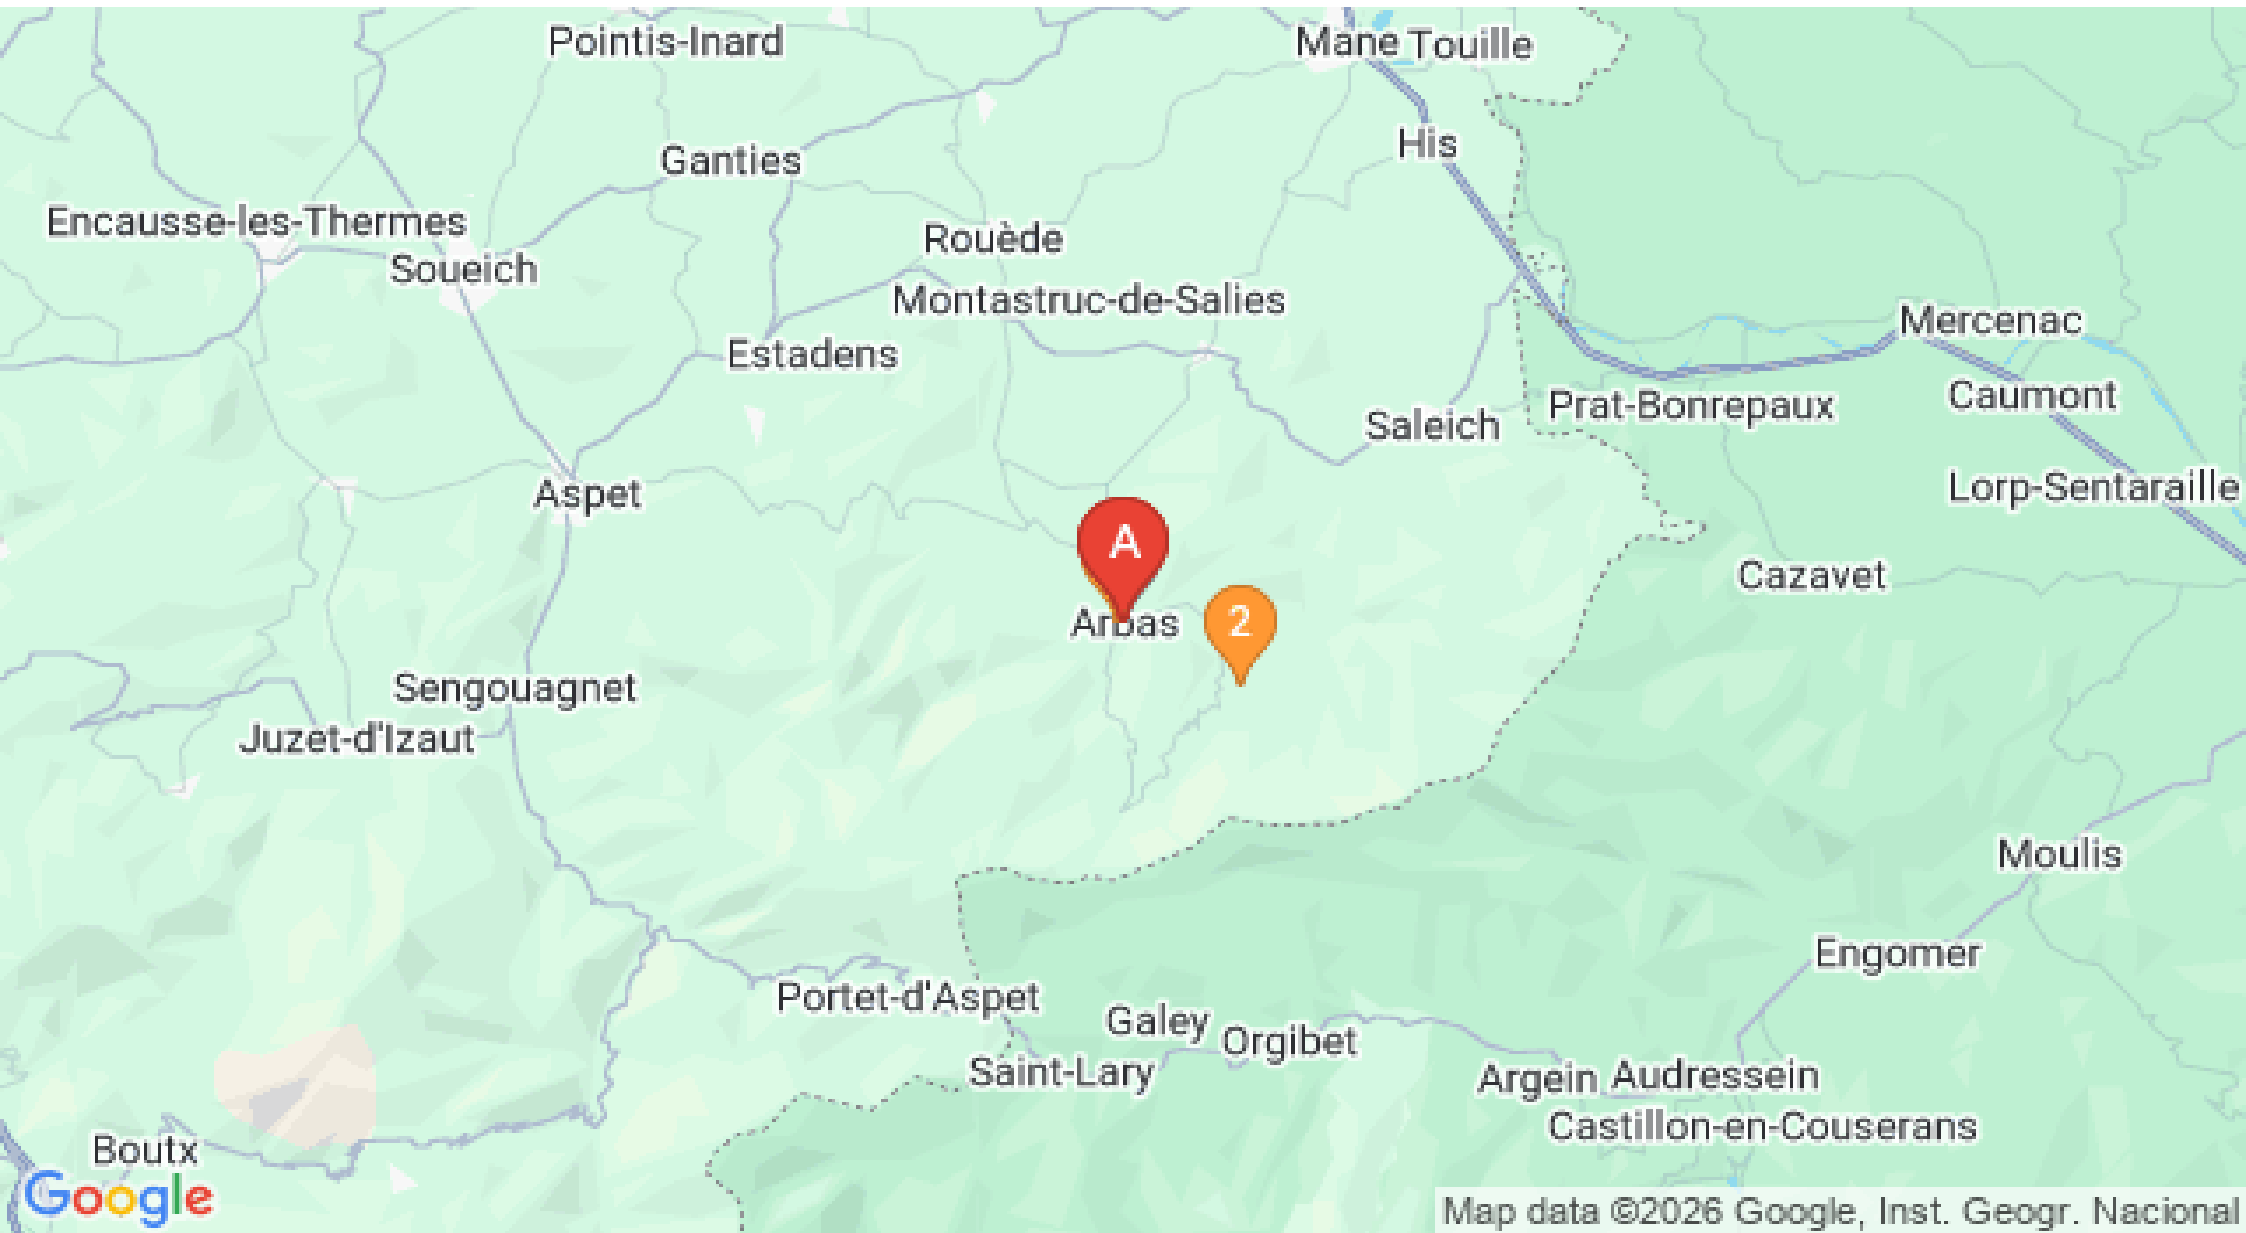 Pointis-Inard
Mane Touille
His
Ganties
Encausse-les-Thermes
Rouède
Soueich
Montastruc-de-Salies
Mercenac
Estadens
Caumont
Prat-Bonrepaux
Saleich
Lorp-Sentaraille
Aspet
A
Cazavet
Arbas
2
Sengouagnet
Juzet-d'Izaut
Moulis
Engomer
Portet-d'Aspet
Galey
Orgibet
Saint-Lary
Argein Audressein
Castillon-en-Couserans
Boutx
Google
Map data ©2026 Google, Inst. Geogr. Nacional